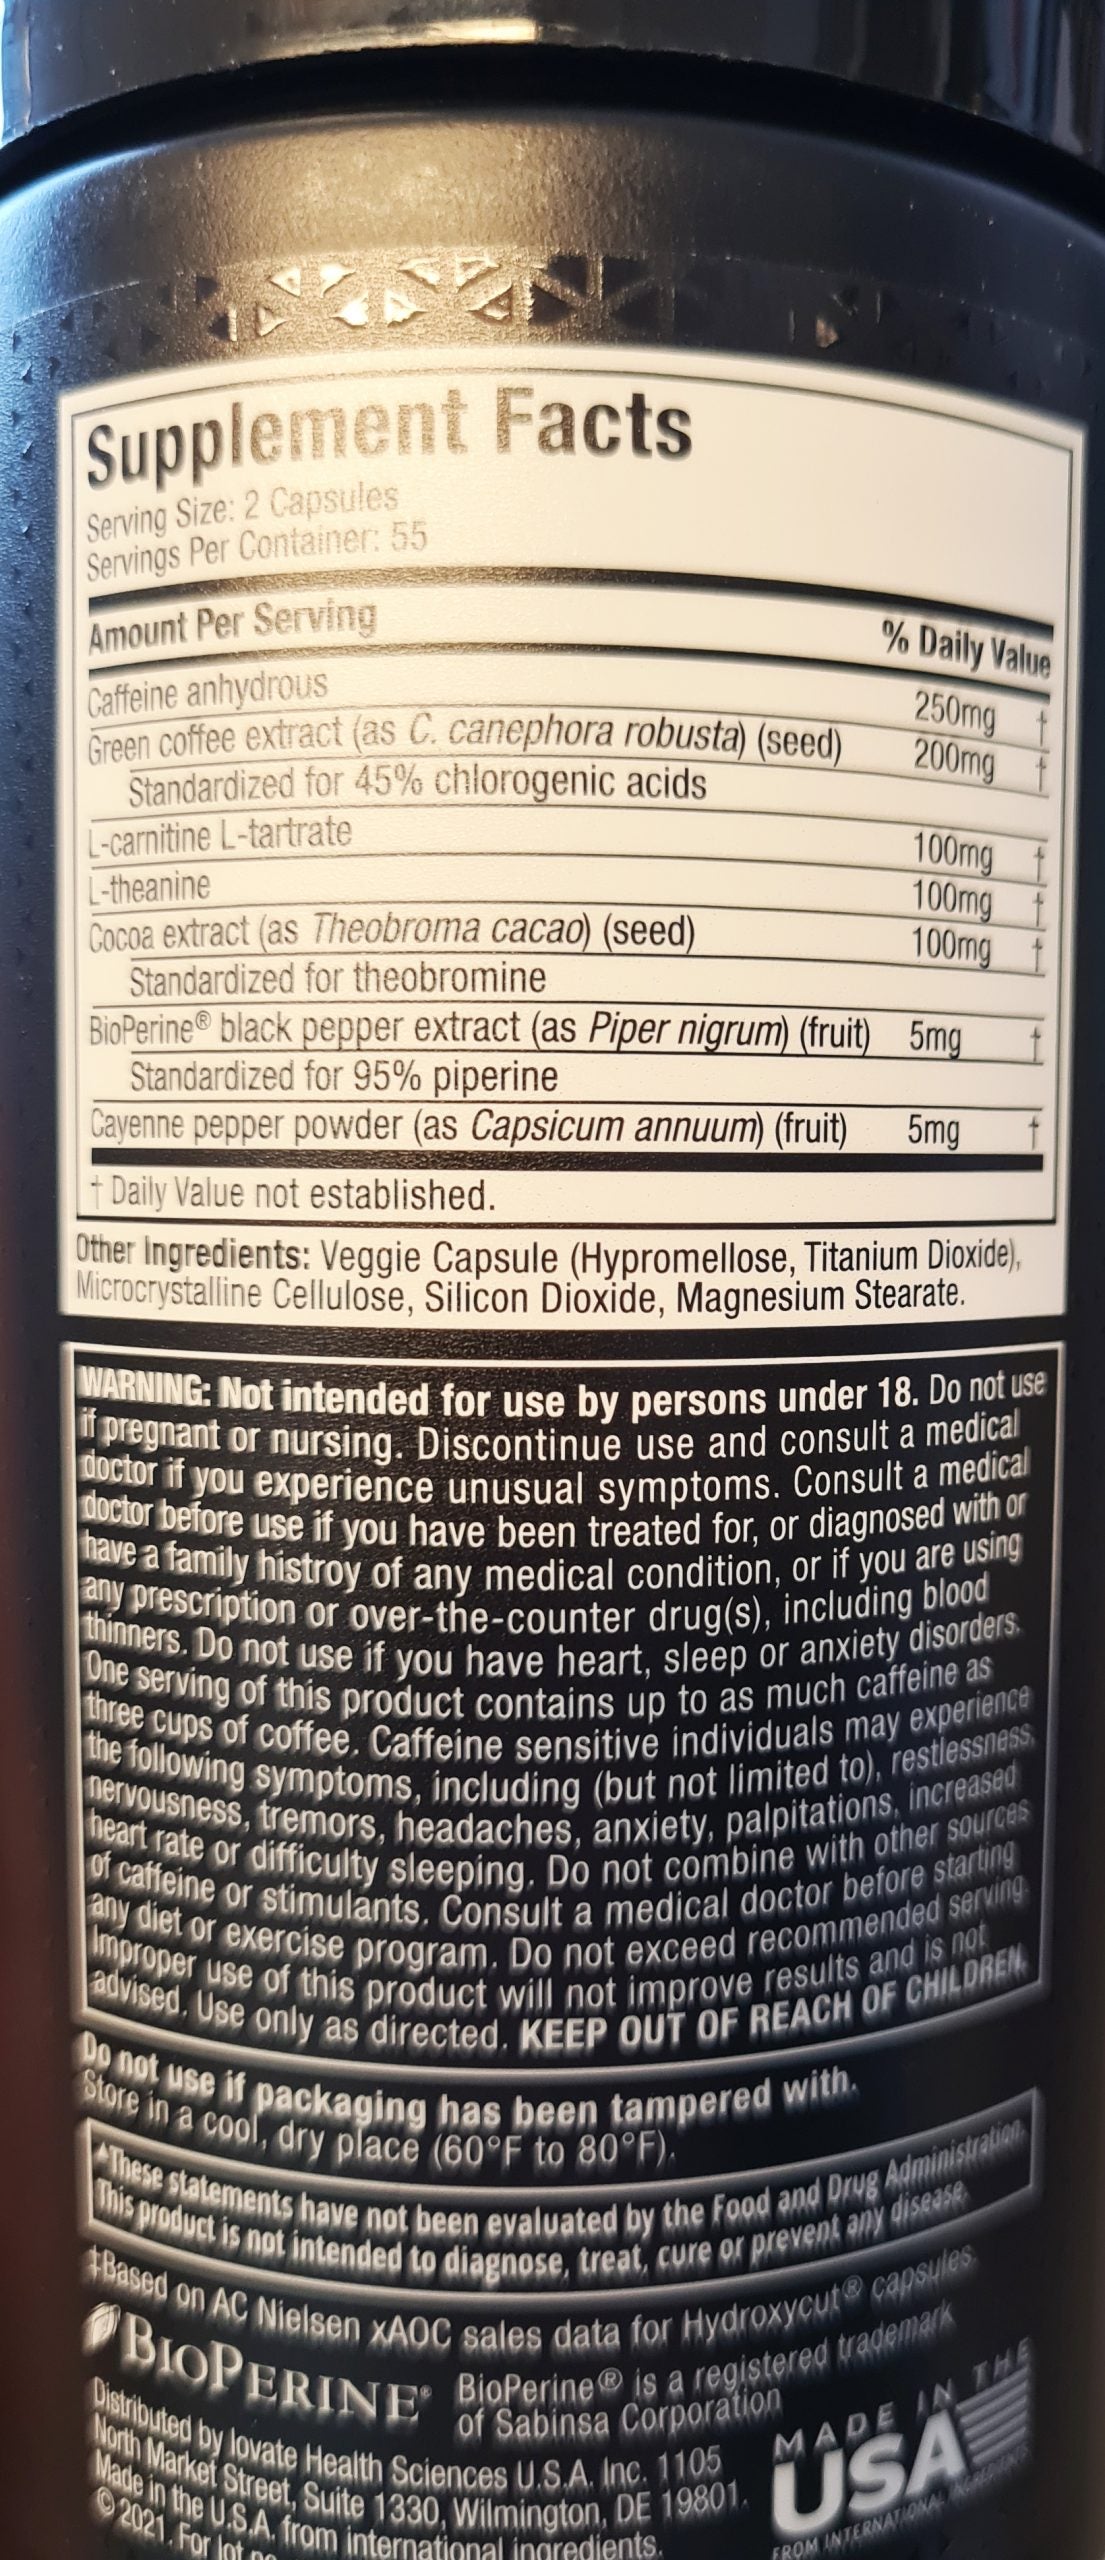 Supplement Facts
Serving Size: 2 Capsules
Servings Per Container: 55
Amount Per Serving % Daily Value
Caffeine anhydrous 250mg †
Green coffee extract (as C. canephora robusta) (seed) 200mg †
Standardized for 45% chlorogenic acids
L-carnitine L-tartrate 100mg †
L-theanine 100mg †
Cocoa extract (as Theobroma cacao) (seed) 100mg †
Standardized for theobromine
BioPerine® black pepper extract (as Piper nigrum) (fruit) 5mg †
Standardized for 95% piperine
Cayenne pepper powder (as Capsicum annuum) (fruit) 5mg †
† Daily Value not established.
Other Ingredients: Veggie Capsule (Hypromellose, Titanium Dioxide),
Microcrystalline Cellulose, Silicon Dioxide, Magnesium Stearate.
WARNING: Not intended for use by persons under 18. Do not use
if pregnant or nursing. Discontinue use and consult a medical
doctor if you experience unusual symptoms. Consult a medical
doctor before use if you have been treated for, or diagnosed with or
have a family histroy of any medical condition, or if you are using
any prescription or over-the-counter drug(s), including blood
thinners. Do not use if you have heart, sleep or anxiety disorders.
One serving of this product contains up to as much caffeine as
three cups of coffee. Caffeine sensitive individuals may experience
the following symptoms, including (but not limited to), restlessness,
nervousness, tremors, headaches, anxiety, palpitations, increased
heart rate or difficulty sleeping. Do not combine with other sources
of caffeine or stimulants. Consult a medical doctor before starting
any diet or exercise program. Do not exceed recommended serving.
Improper use of this product will not improve results and is not
advised. Use only as directed. KEEP OUT OF REACH OF CHILDREN.
Do not use if packaging has been tampered with.
Store in a cool, dry place (60°F to 80°F).
▲These statements have not been evaluated by the Food and Drug Administration.
This product is not intended to diagnose, treat, cure or prevent any disease.
‡Based on AC Nielsen xAOC sales data for Hydroxycut® capsules.
BIOPERINE® BioPerine® is a registered trademark
of Sabinsa Corporation
Distributed by Iovate Health Sciences U.S.A. Inc. 1105
North Market Street, Suite 1330, Wilmington, DE 19801.
Made in the U.S.A. from international ingredients.
© 2021. For lot
MADE IN THE
USA
FROM INTERNATIONAL INGREDIENTS